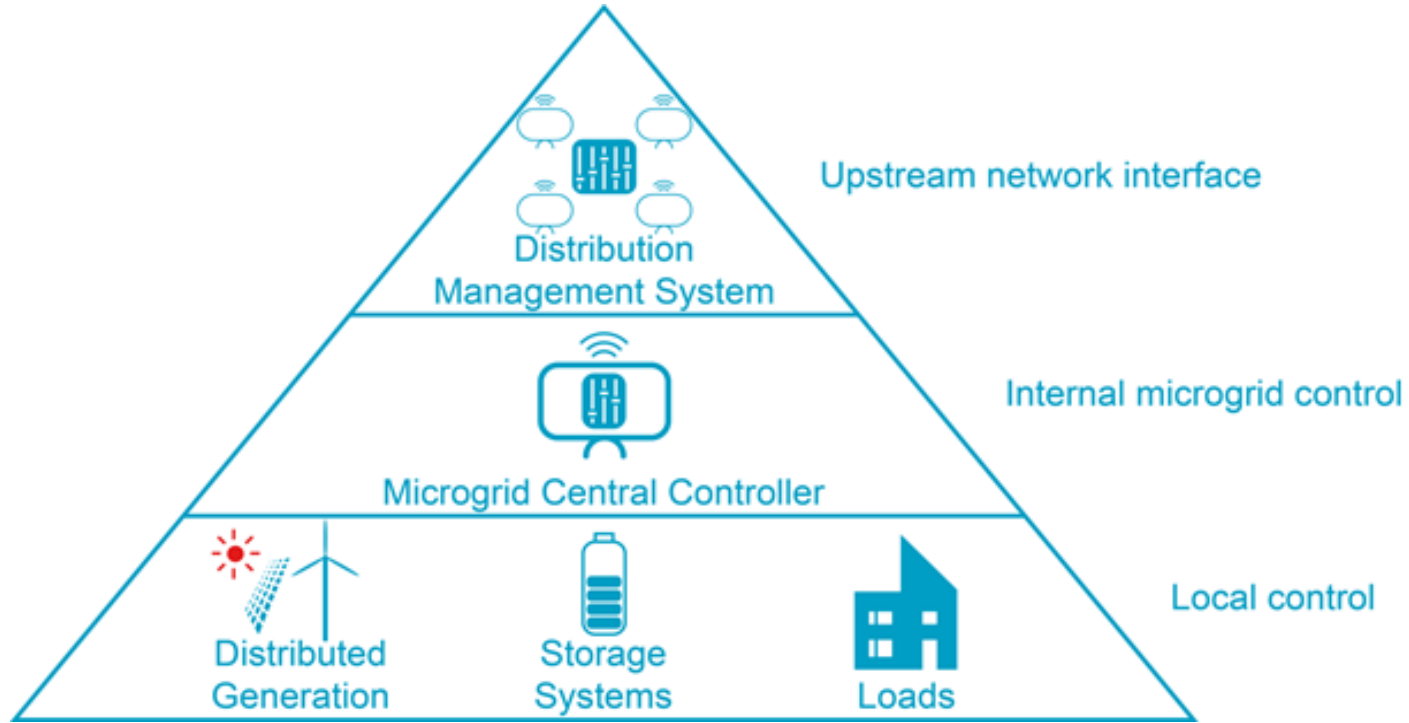 Upstream network interface
Distribution
Management System
Internal microgrid control
Microgrid Central Controller
Local control
Distributed
Generation
Storage
Systems
Loads